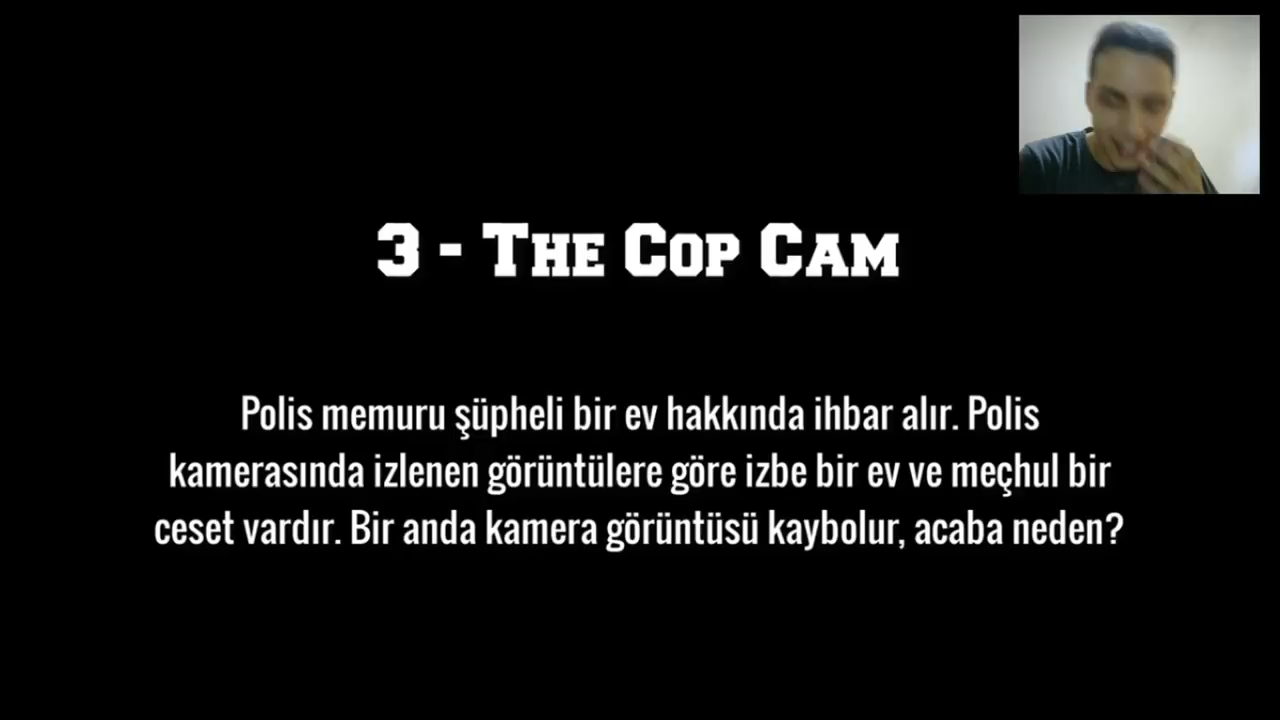 3 - The Cop Cam
Polis memuru şüpheli bir ev hakkında ihbar alır. Polis
kamerasında izlenen görüntülere göre izbe bir ev ve meçhul bir
ceset vardır. Bir anda kamera görüntüsü kaybolur, acaba neden?